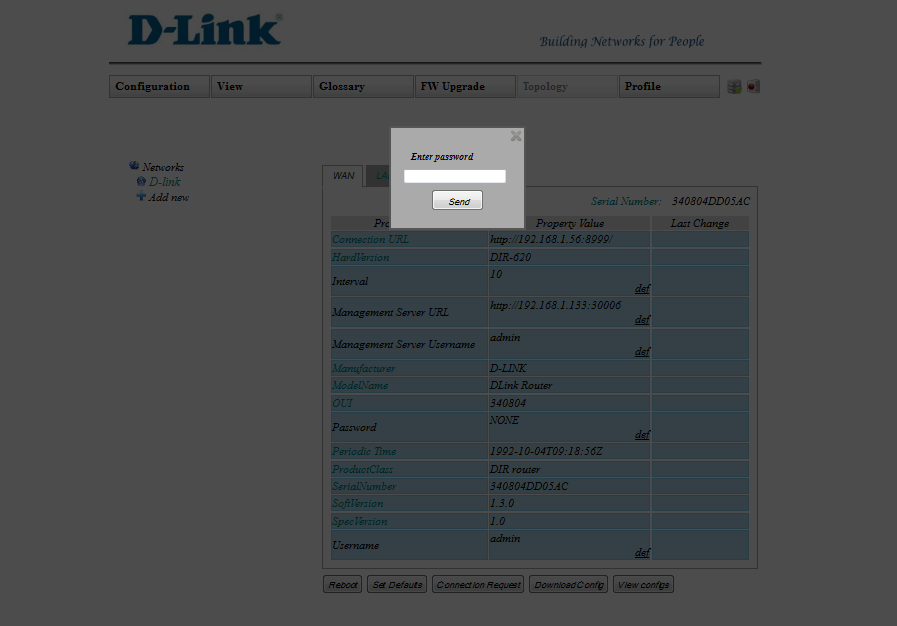 D-Link®
Building Networks for People
Configuration View Glossary FW Upgrade Topology Profile
Enter password
Send
Networks
D-link
Add new
WAN
Serial Number: 340804DD05AC
Property Value Last Change
Connection URL http://192.168.1.56:8999/
HardVersion DIR-620
Interval 10 def
Management Server URL http://192.168.1.133:30006 def
Management Server Username admin def
Manufacturer D-LINK
ModelName DLink Router
OUI 340804
Password NONE def
Periodic Time 1992-10-04T09:18:56Z
ProductClass DIR router
SerialNumber 340804DD05AC
SoftVersion 1.3.0
SpecVersion 1.0
Username admin def
Reboot Set Defaults Connection Request Download Config View configs